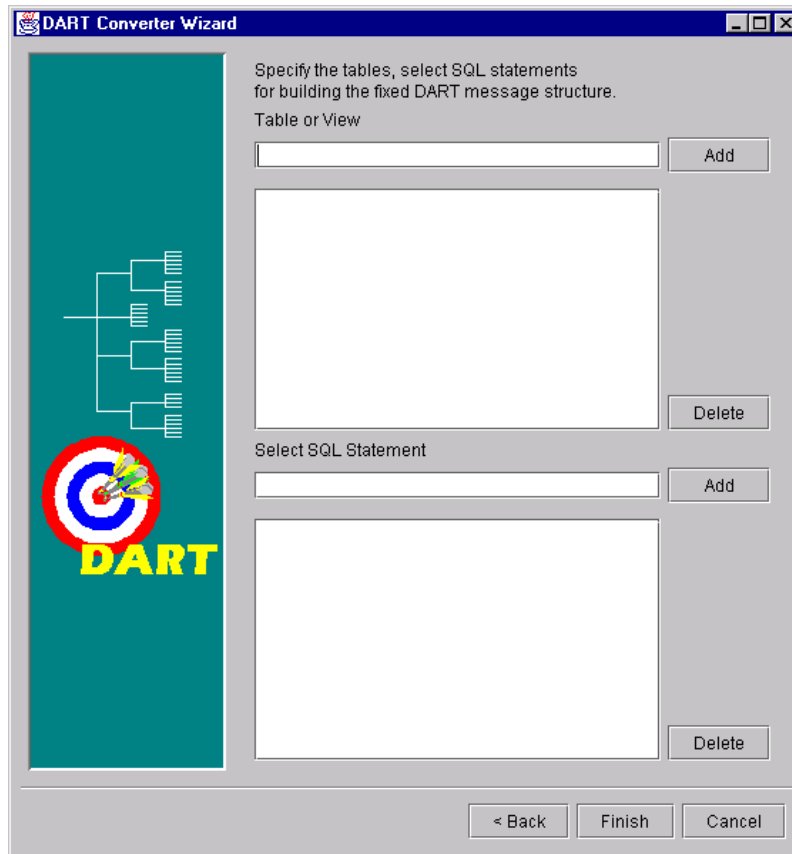 DART Converter Wizard
Specify the tables, select SQL statements
for building the fixed DART message structure.
Table or View
Add
Delete
Select SQL Statement
Add
Delete
DART
< Back
Finish
Cancel